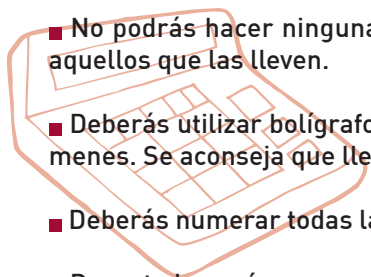 No podrás hacer ninguna
aquellos que las lleven.
Deberás utilizar bolígrafo
menes. Se aconseja que lle
Deberás numerar todas la